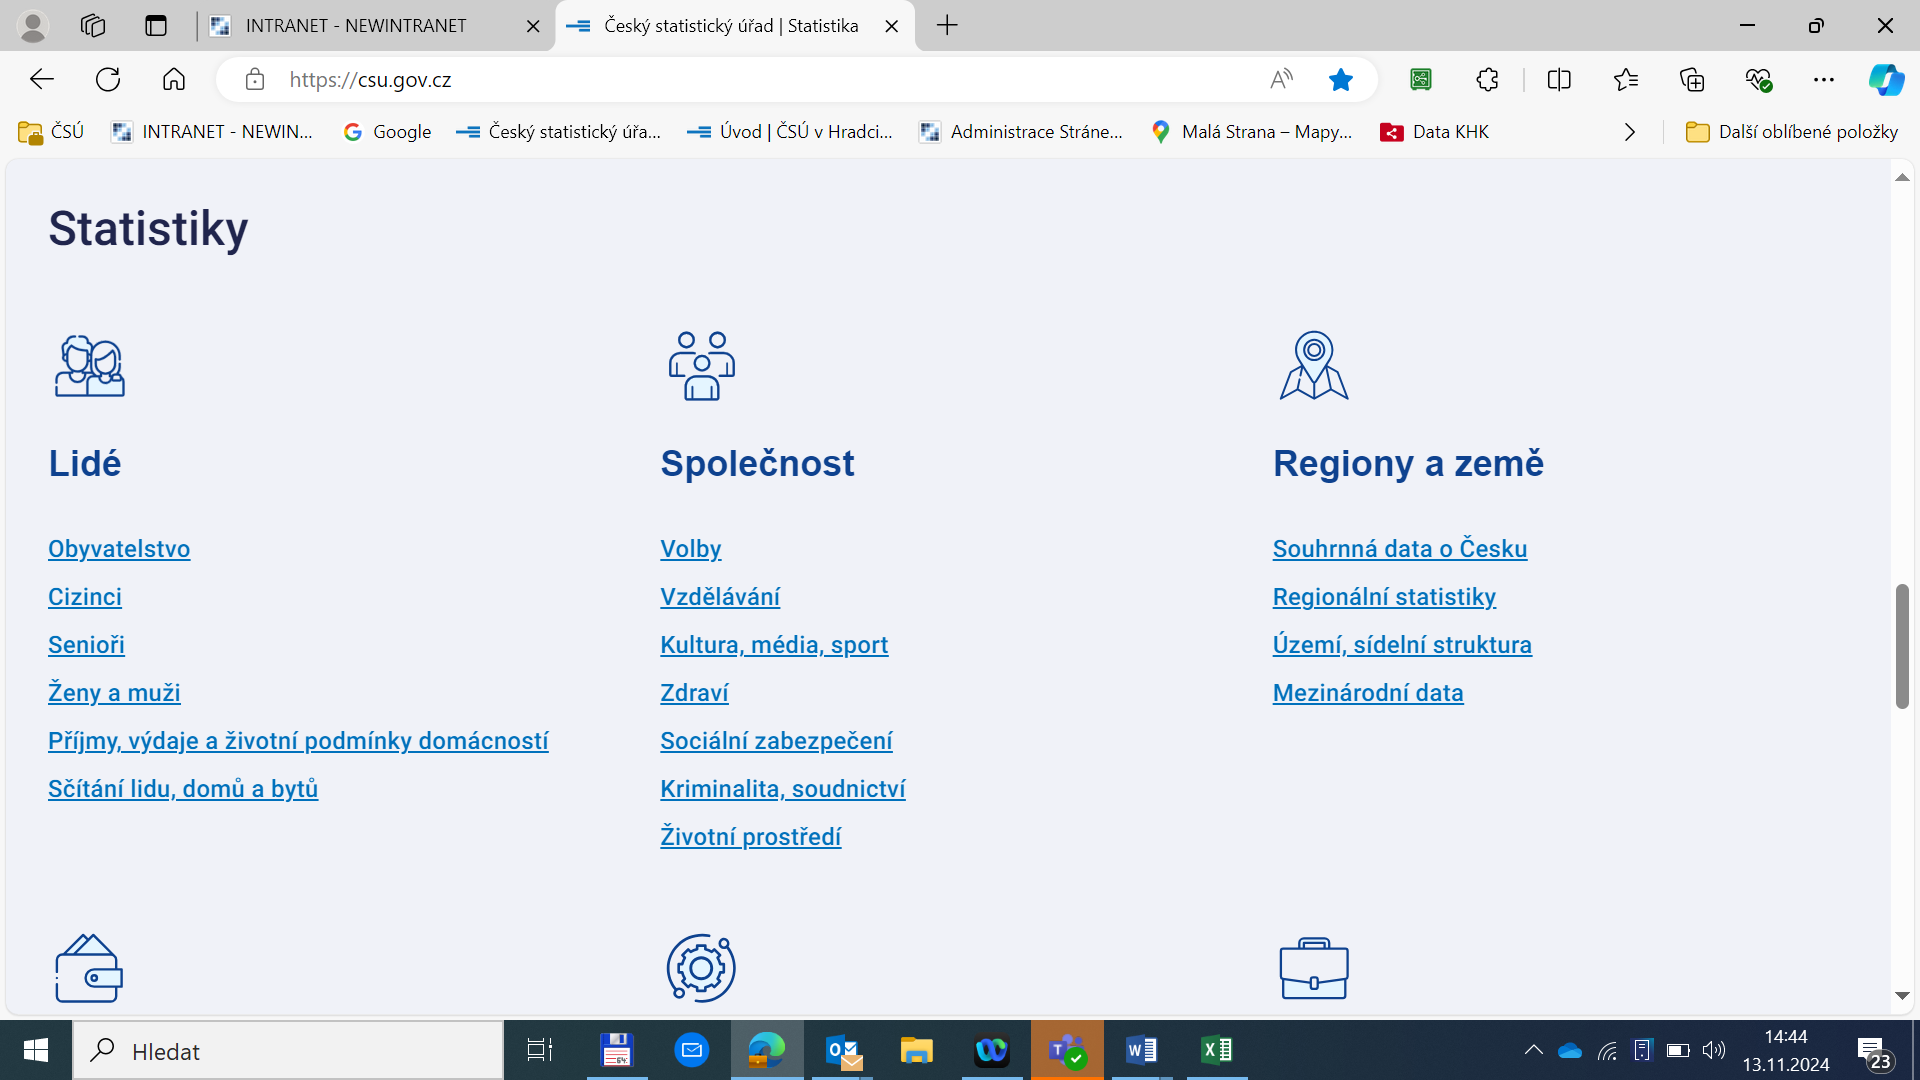 INTRANET - NEWINTRANET
Český statistický úřad | Statistika
https://csu.gov.cz
ČSÚ
INTRANET - NEWIN...
Google
Český statistický úřa...
Úvod | ČSÚ v Hradci...
Administrace Stráne...
Malá Strana – Mapy...
Data KHK
Další oblíbené položky
Statistiky
Lidé
Obyvatelstvo
Cizinci
Senioři
Ženy a muži
Příjmy, výdaje a životní podmínky domácností
Sčítání lidu, domů a bytů
Společnost
Volby
Vzdělávání
Kultura, média, sport
Zdraví
Sociální zabezpečení
Kriminalita, soudnictví
Životní prostředí
Regiony a země
Souhrnná data o Česku
Regionální statistiky
Území, sídelní struktura
Mezinárodní data
Hledat
14:44
13.11.2024
23